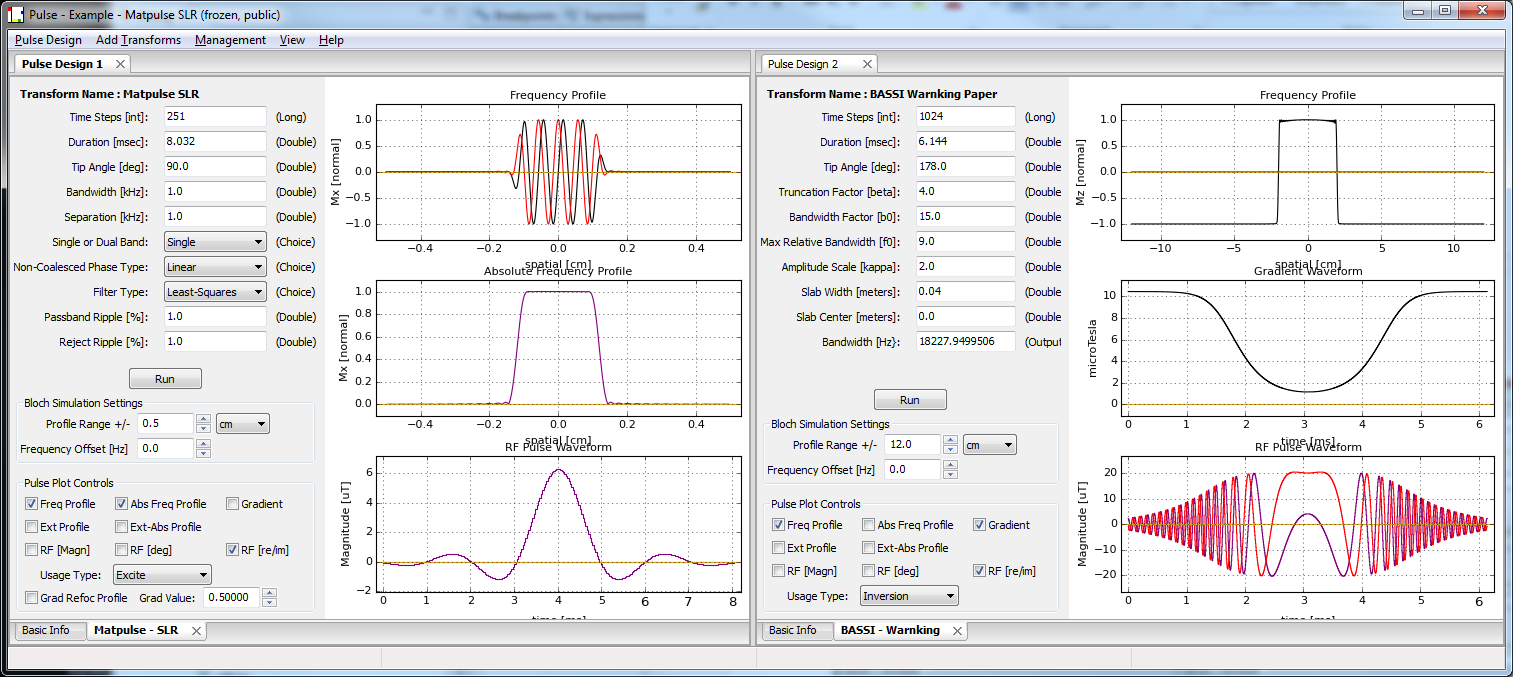 Pulse - Example - Matpulse SLR (frozen, public)
Pulse Design Add Transforms Management View Help
Pulse Design 1
Transform Name : Matpulse SLR
Time Steps [int]: 251 (Long)
Duration [msec]: 8.032 (Double)
Tip Angle [deg]: 90.0 (Double)
Bandwidth [kHz]: 1.0 (Double)
Separation [kHz]: 1.0 (Double)
Single or Dual Band: Single (Choice)
Non-Coalesced Phase Type: Linear (Choice)
Filter Type: Least-Squares (Choice)
Passband Ripple [%]: 1.0 (Double)
Reject Ripple [%]: 1.0 (Double)
Run
Bloch Simulation Settings
Profile Range +/- 0.5 cm
Frequency Offset [Hz] 0.0
Pulse Plot Controls
Freq Profile Abs Freq Profile Gradient
Ext Profile Ext-Abs Profile
RF [Magn] RF [deg] RF [re/im]
Usage Type: Excite
Grad Refoc Profile Grad Value: 0.50000
Frequency Profile
Mx [normal]
1.0
0.5
0.0
−0.5
−1.0
−0.4 −0.2 0.0 0.2 0.4
spatial [cm]
Absolute Frequency Profile
Mx [normal]
1.0
0.8
0.6
0.4
0.2
0.0
−0.4 −0.2 0.0 0.2 0.4
spatial [cm]
RF Pulse Waveform
Magnitude [uT]
6
4
2
0
−2
0 1 2 3 4 5 6 7 8
time [ms]
Basic Info Matpulse - SLR
Pulse Design 2
Transform Name : BASSI Warnking Paper
Time Steps [int]: 1024 (Long)
Duration [msec]: 6.144 (Double
Tip Angle [deg]: 178.0 (Double
Truncation Factor [beta]: 4.0 (Double
Bandwidth Factor [b0]: 15.0 (Double
Max Relative Bandwidth [f0]: 9.0 (Double
Amplitude Scale [kappa]: 2.0 (Double
Slab Width [meters]: 0.04 (Double
Slab Center [meters]: 0.0 (Double
Bandwidth [Hz}: 18227.9499506 (Output
Run
Bloch Simulation Settings
Profile Range +/- 12.0 cm
Frequency Offset [Hz] 0.0
Pulse Plot Controls
Freq Profile Abs Freq Profile Gradient
Ext Profile Ext-Abs Profile
RF [Magn] RF [deg] RF [re/im]
Usage Type: Inversion
Frequency Profile
Mz [normal]
1.0
0.5
0.0
−0.5
−1.0
−10 −5 0 5 10
spatial [cm]
Gradient Waveform
microTesla
10
8
6
4
2
0
0 1 2 3 4 5 6
time [ms]
RF Pulse Waveform
Magnitude [uT]
20
10
0
−10
−20
0 1 2 3 4 5 6
time [ms]
Basic Info BASSI - Warnking